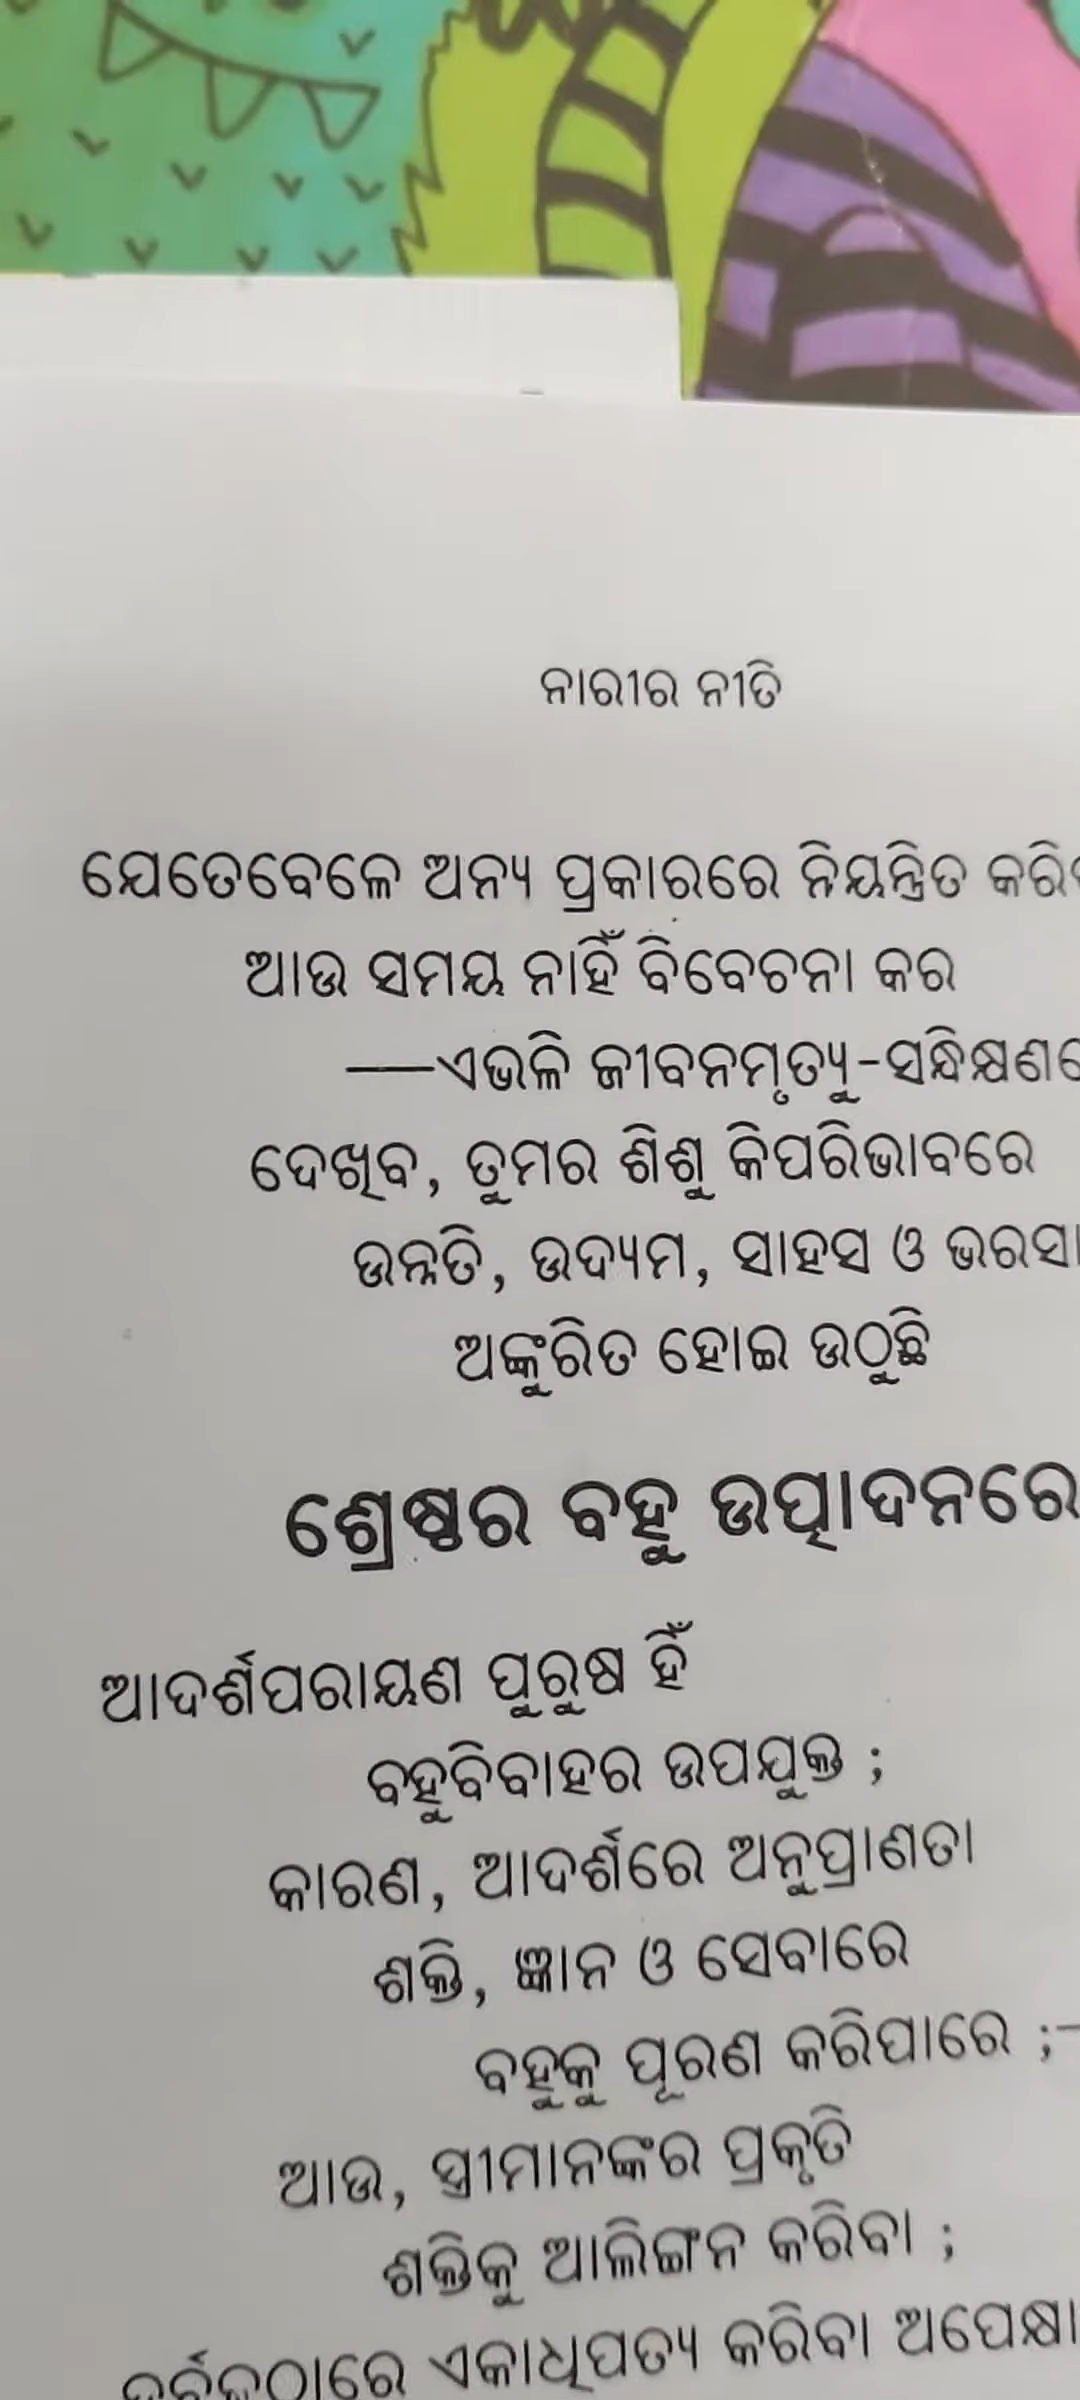 ନାରୀର ନୀତି
ଯେତେବେଳେ ଅନ୍ୟ ପ୍ରକାରରେ ନିୟନ୍ତ୍ରିତ
ଆଉ ସମୟ ନାହିଁ ବିବେଚନା କର
—ଏଭଳି ଜୀବନମୃତ୍ୟୁ-ସନ୍ଧିକ୍ଷଣରେ
ଦେଖିବ, ତୁମର ଶିଶୁ କିପରିଭାବରେ
ଉନ୍ନତି, ଉଦ୍ୟମ, ସାହସ ଓ ଭରସା
ଅଙ୍କୁରିତ ହୋଇ ଉଠୁଛି
ଶ୍ରେଷ୍ଠର ବହୁ ଉତ୍ପାଦନରେ
ଆଦର୍ଶପରାୟଣ ପୁରୁଷ ହିଁ
ବହୁବିବାହର ଉପଯୁକ୍ତ ;
କାରଣ, ଆଦର୍ଶରେ ଅନୁପ୍ରାଣତା
ଶକ୍ତି, ଜ୍ଞାନ ଓ ସେବାରେ
ବହୁକୁ ପୂରଣ କରିପାରେ ;—
ଆଉ, ସ୍ତ୍ରୀମାନଙ୍କର ପ୍ରକୃତି
ଶକ୍ତିକୁ ଆଲିଙ୍ଗନ କରିବା ;
ଏକାଧିପତ୍ୟ କରିବା ଅପେକ୍ଷା